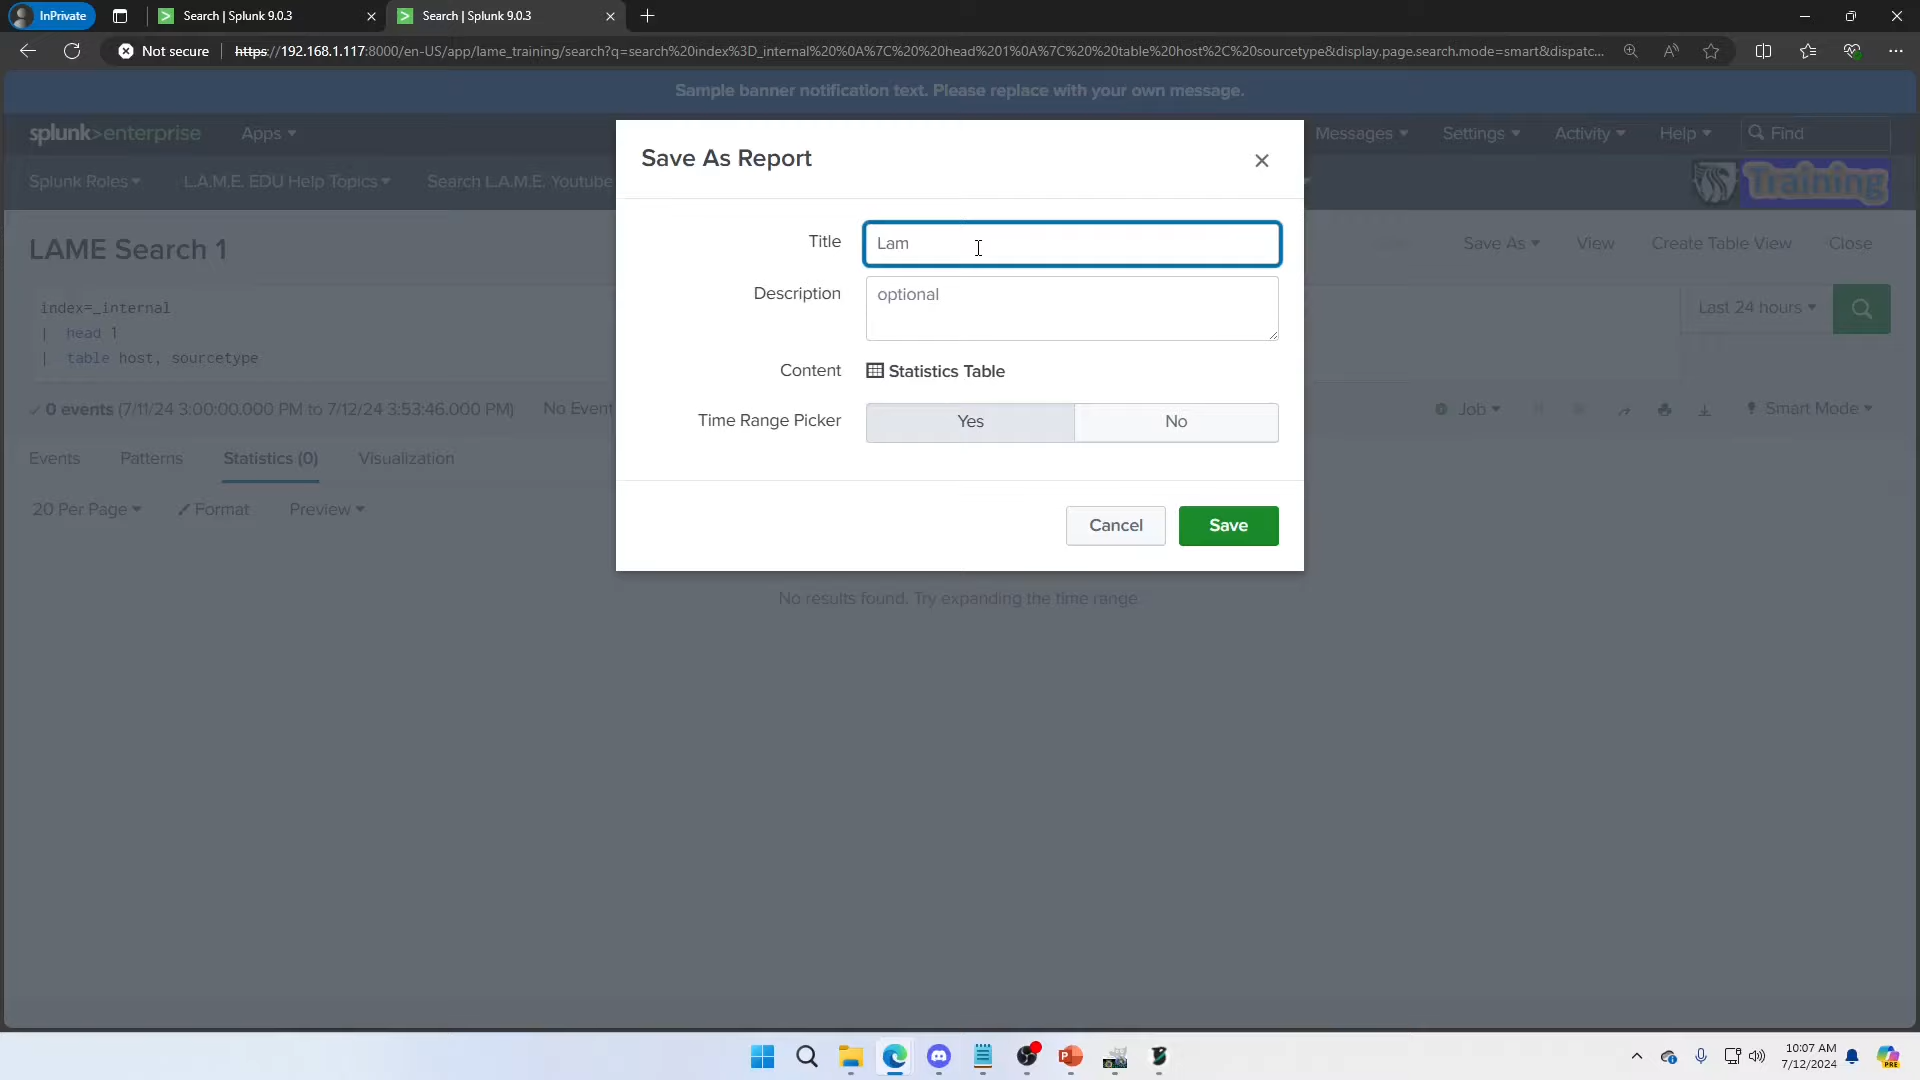 InPrivate
Search | Splunk 9.0.3
Search | Splunk 9.0.3
Not secure
https://192.168.1.117:8000/en-US/app/lame_training/search?q=search%20index%3D_internal%20%0A%7C%20%20head%201%0A%7C%20%20table%20host%2C%20sourcetype&display.page.search.mode=smart&dispatc...
Sample banner notification text. Please replace with your own message.
splunk>enterprise Apps
Messages Settings Activity Help Find
Splunk Roles L.A.M.E. EDU Help Topics Search L.A.M.E. Youtube
Training
Save As Report
LAME Search 1
Save As View Create Table View Close
Title Lam
Description optional
index=_internal
| head 1
| table host, sourcetype
Last 24 hours
Content Statistics Table
0 events (7/11/24 3:00:00.000 PM to 7/12/24 3:53:46.000 PM) No Event
Job Smart Mode
Time Range Picker Yes No
Events Patterns Statistics (0) Visualization
20 Per Page Format Preview
Cancel Save
No results found. Try expanding the time range.
10:07 AM
7/12/2024
PRE